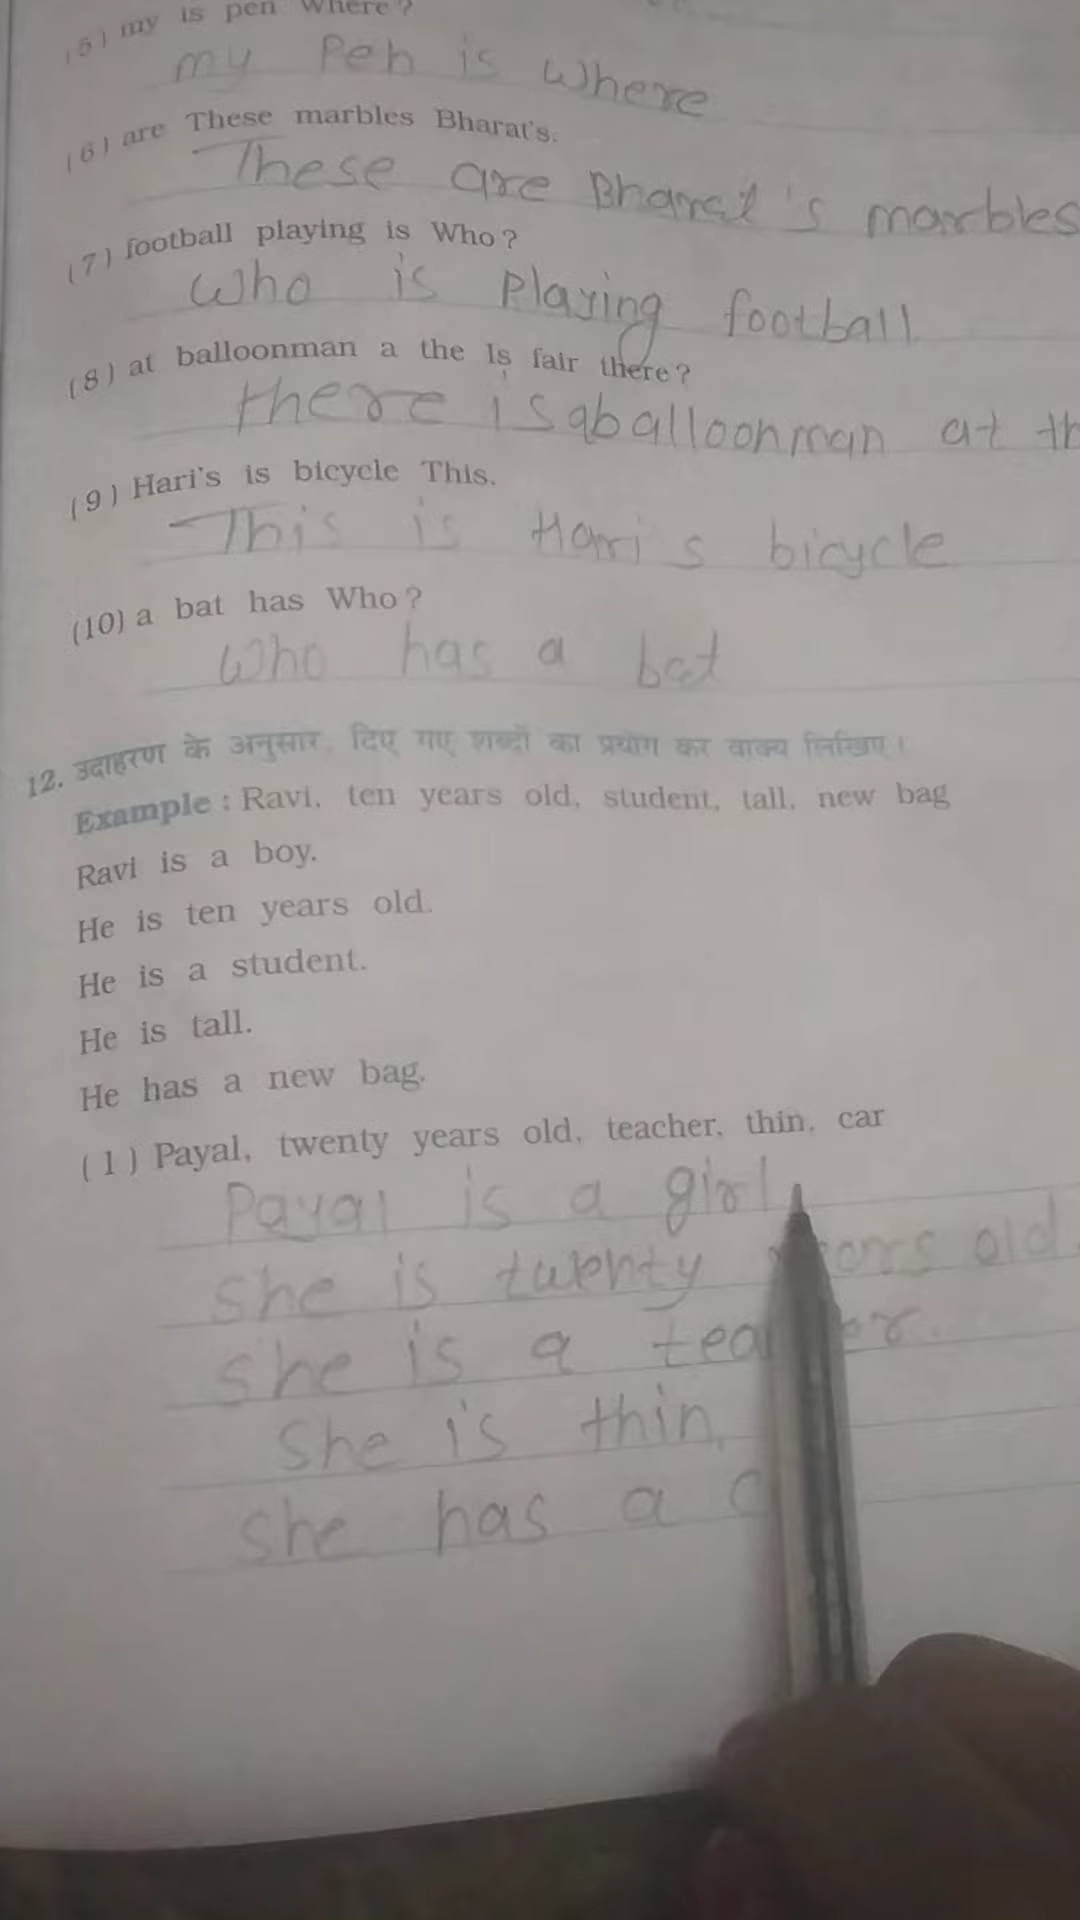 (5) my is pen Where?
my Pen is where
(6) are These marbles Bharat's.
These are Bharat's marbles
(7) football playing is Who?
Who is Playing football
(8) at balloonman a the Is fair there?
there is a balloonman at th
(9) Hari's is bicycle This.
This is Hari's bicycle
(10) a bat has Who?
Who has a bat
12. उदाहरण के अनुसार, दिए गए शब्दों का प्रयोग कर वाक्य लिखिए।
Example : Ravi, ten years old, student, tall, new bag
Ravi is a boy.
He is ten years old.
He is a student.
He is tall.
He has a new bag.
(1) Payal, twenty years old, teacher, thin, car
Payal is a girl
she is twenty old.
she is a
She is thin.
she has a